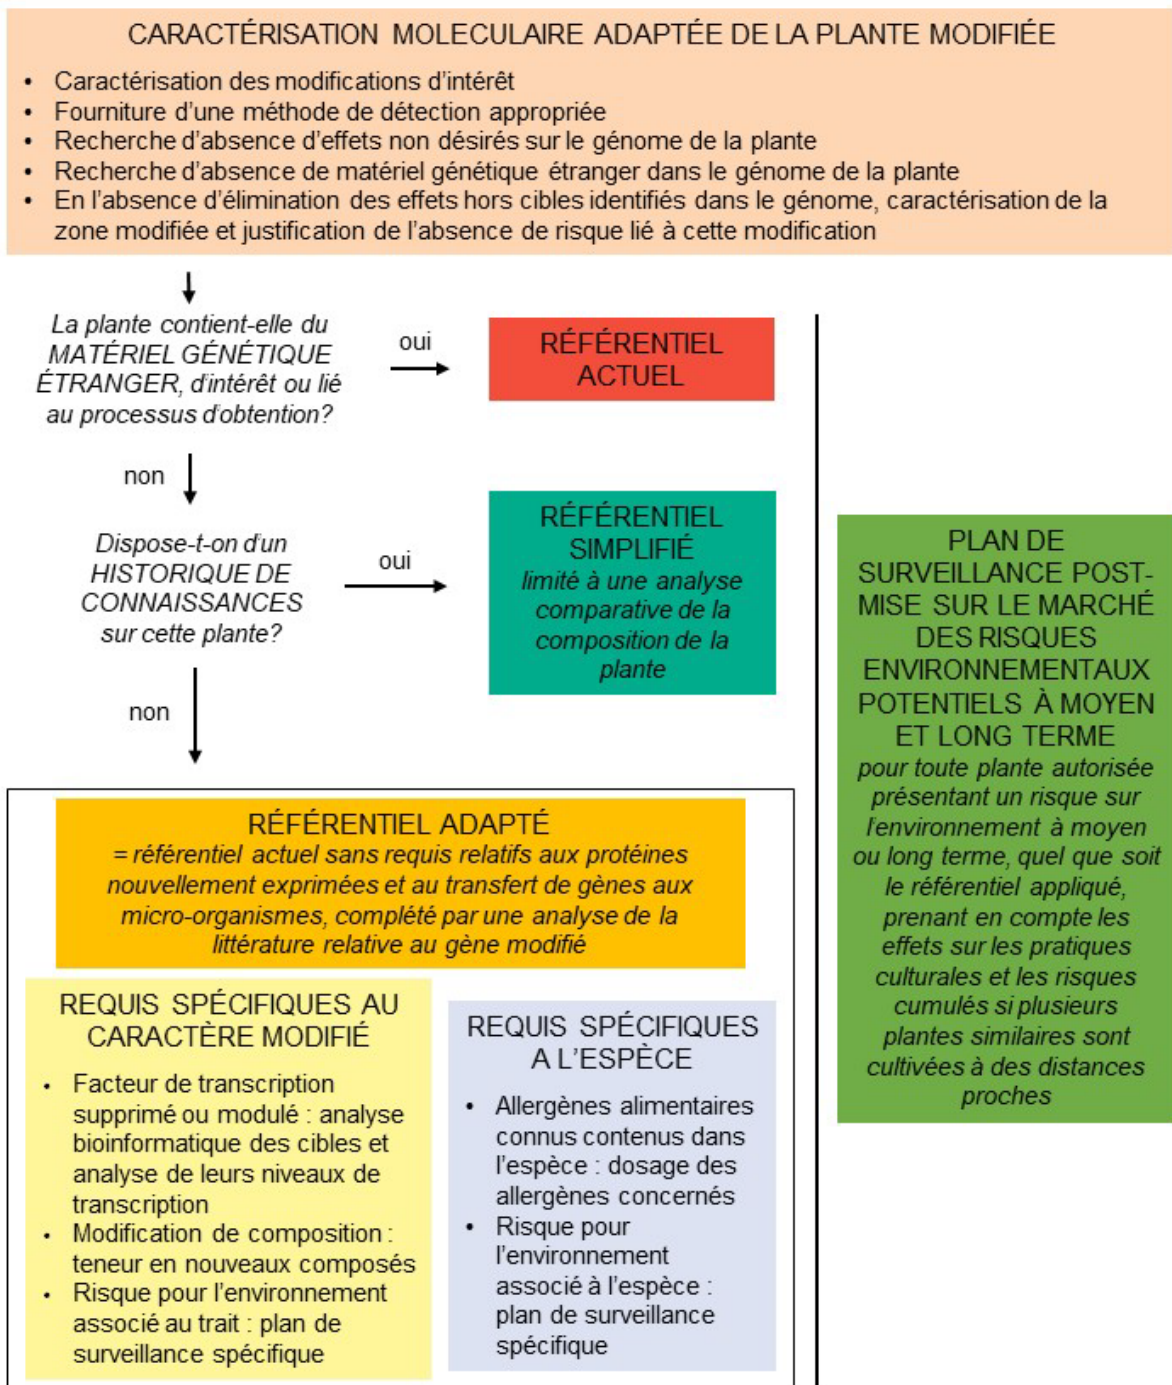 CARACTÉRISATION MOLECULAIRE ADAPTÉE DE LA PLANTE MODIFIÉE
• Caractérisation des modifications d'intérêt
• Fourniture d'une méthode de détection appropriée
• Recherche d'absence d'effets non désirés sur le génome de la plante
• Recherche d'absence de matériel génétique étranger dans le génome de la plante
• En l'absence d'élimination des effets hors cibles identifiés dans le génome, caractérisation de la
zone modifiée et justification de l'absence de risque lié à cette modification
La plante contient-elle du
MATÉRIEL GÉNÉTIQUE
ÉTRANGER, d'intérêt ou lié
au processus d'obtention?
oui
RÉFÉRENTIEL
ACTUEL
non
Dispose-t-on d'un
HISTORIQUE DE
CONNAISSANCES
sur cette plante?
oui
RÉFÉRENTIEL
SIMPLIFIÉ
limité à une analyse
comparative de la
composition de la
plante
non
RÉFÉRENTIEL ADAPTÉ
= référentiel actuel sans requis relatifs aux protéines
nouvellement exprimées et au transfert de gènes aux
micro-organismes, complété par une analyse de la
littérature relative au gène modifié
REQUIS SPÉCIFIQUES AU
CARACTÈRE MODIFIÉ
• Facteur de transcription
supprimé ou modulé : analyse
bioinformatique des cibles et
analyse de leurs niveaux de
transcription
• Modification de composition :
teneur en nouveaux composés
• Risque pour l'environnement
associé au trait : plan de
surveillance spécifique
REQUIS SPÉCIFIQUES
A L'ESPÈCE
• Allergènes alimentaires
connus contenus dans
l'espèce : dosage des
allergènes concernés
• Risque pour
l'environnement
associé à l'espèce :
plan de surveillance
spécifique
PLAN DE
SURVEILLANCE POST-
MISE SUR LE MARCHÉ
DES RISQUES
ENVIRONNEMENTAUX
POTENTIELS À MOYEN
ET LONG TERME
pour toute plante autorisée
présentant un risque sur
l'environnement à moyen
ou long terme, quel que soit
le référentiel appliqué,
prenant en compte les
effets sur les pratiques
culturales et les risques
cumulés si plusieurs
plantes similaires sont
cultivées à des distances
proches